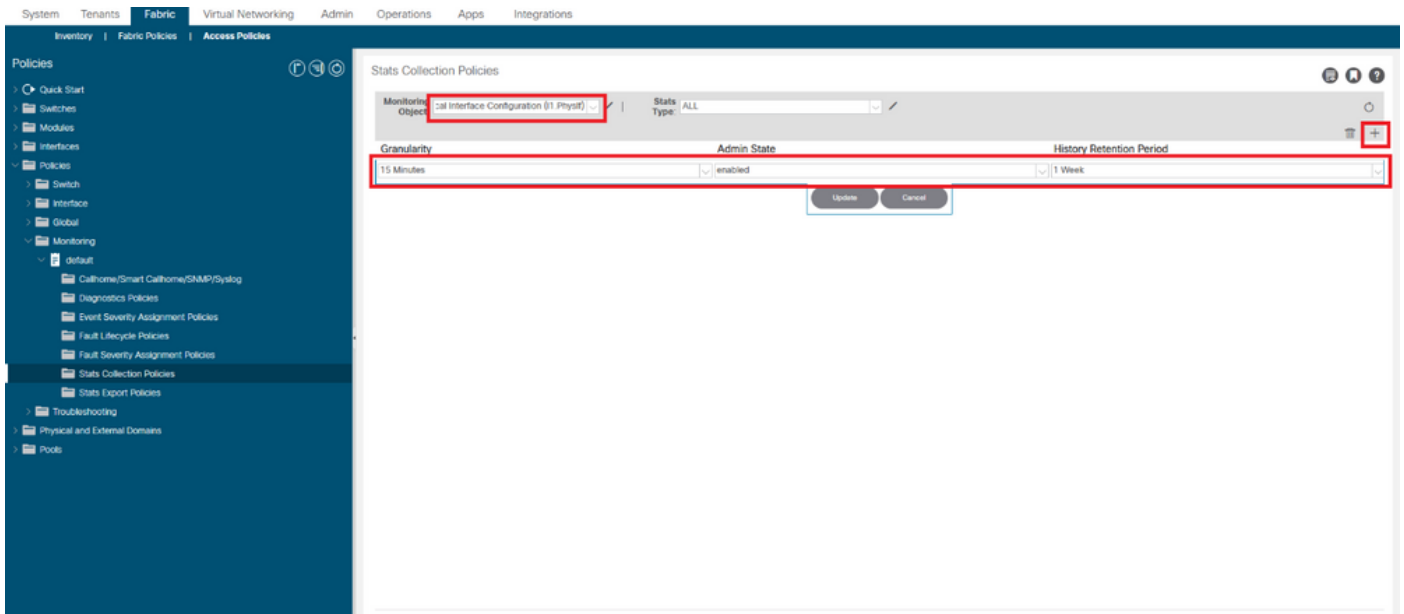 System Tenants Fabric Virtual Networking Admin Operations Apps Integrations
Inventory | Fabric Policies | Access Policies
Policies
Quick Start
Switches
Modules
Interfaces
Policies
Switch
Interface
Global
Monitoring
default
Callhome/Smart Callhome/SNMP/Syslog
Diagnostics Policies
Event Severity Assignment Policies
Fault Lifecycle Policies
Fault Severity Assignment Policies
Stats Collection Policies
Stats Export Policies
Troubleshooting
Physical and External Domains
Pools
Stats Collection Policies
Monitoring Object: cal Interface Configuration (l1.PhysIf) | Stats Type: ALL
Granularity Admin State History Retention Period
15 Minutes enabled 1 Week
Update Cancel